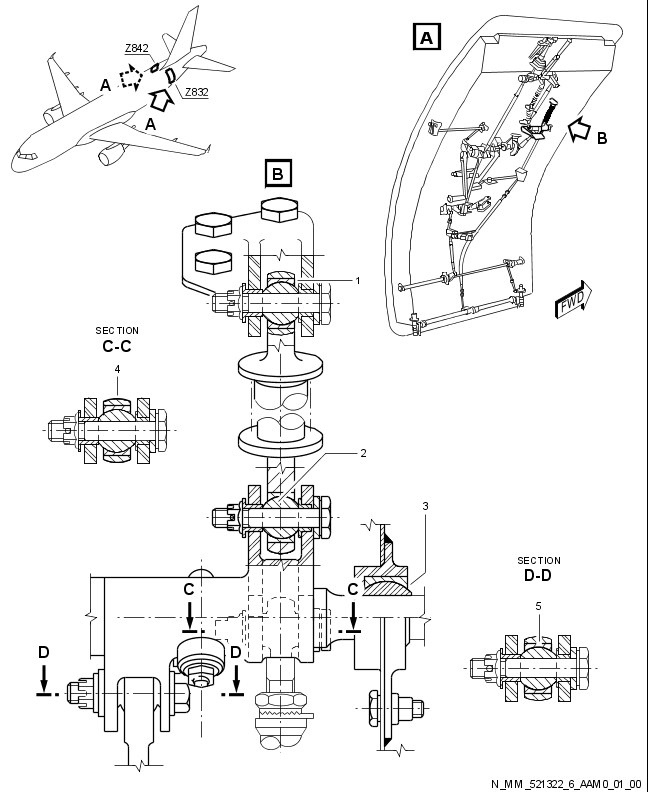 Z842
A
Z832
A
A
B
FWD
B
1
SECTION
C-C
4
2
3
SECTION
D-D
5
C
C
D
D
N_MM_521322_6_AAM0_01_00